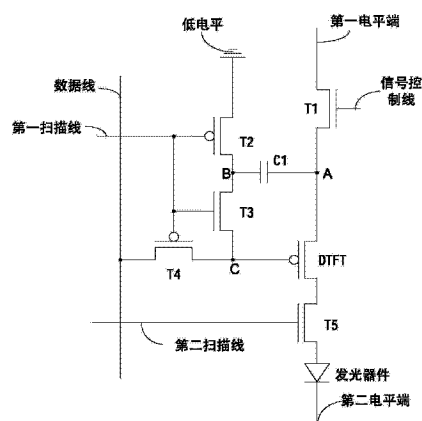 低电平
第一电平端
数据线
信号控
制线
T1
第一扫描线
T2
C1
B
A
T3
T4
C
DTFT
T5
第二扫描线
发光器件
第二电平端